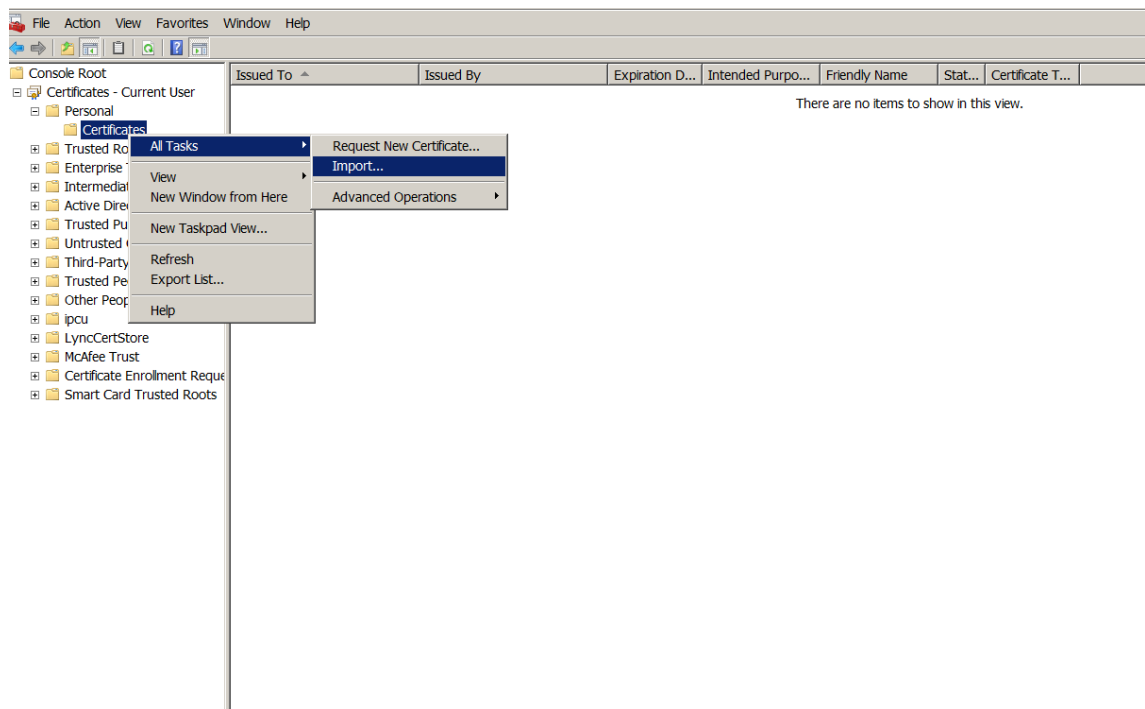 File Action View Favorites Window Help
Console Root
Certificates - Current User
Personal
Certificates
Trusted Ro
Enterprise
Intermediat
Active Dire
Trusted Pu
Untrusted
Third-Party
Trusted Pe
Other Peop
ipcu
LyncCertStore
McAfee Trust
Certificate Enrollment Reque
Smart Card Trusted Roots
All Tasks
View
New Window from Here
New Taskpad View...
Refresh
Export List...
Help
Request New Certificate...
Import...
Advanced Operations
Issued To Issued By Expiration D... Intended Purpo... Friendly Name Stat... Certificate T...
There are no items to show in this view.